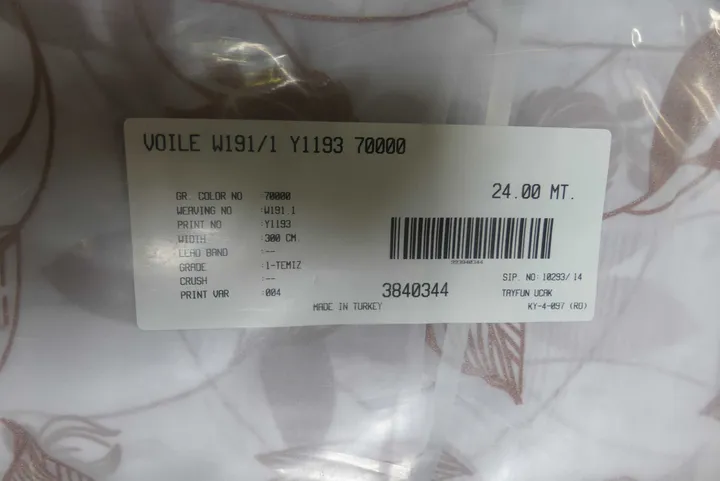 VOILE W191/1 Y1193 70000
24.00 MT.
GR. COLOR NO :70000
WEAVING NO :W191.1
PRINT NO :Y1193
WIDTH :300 CM.
LEAD BAND :--
GRADE :1-TEMIZ
CRUSH :--
PRINT VAR :004
3840344
SIP. NO: 10293/14
TAYFUN UCAK
KY-4-097 (RG)
MADE IN TURKEY